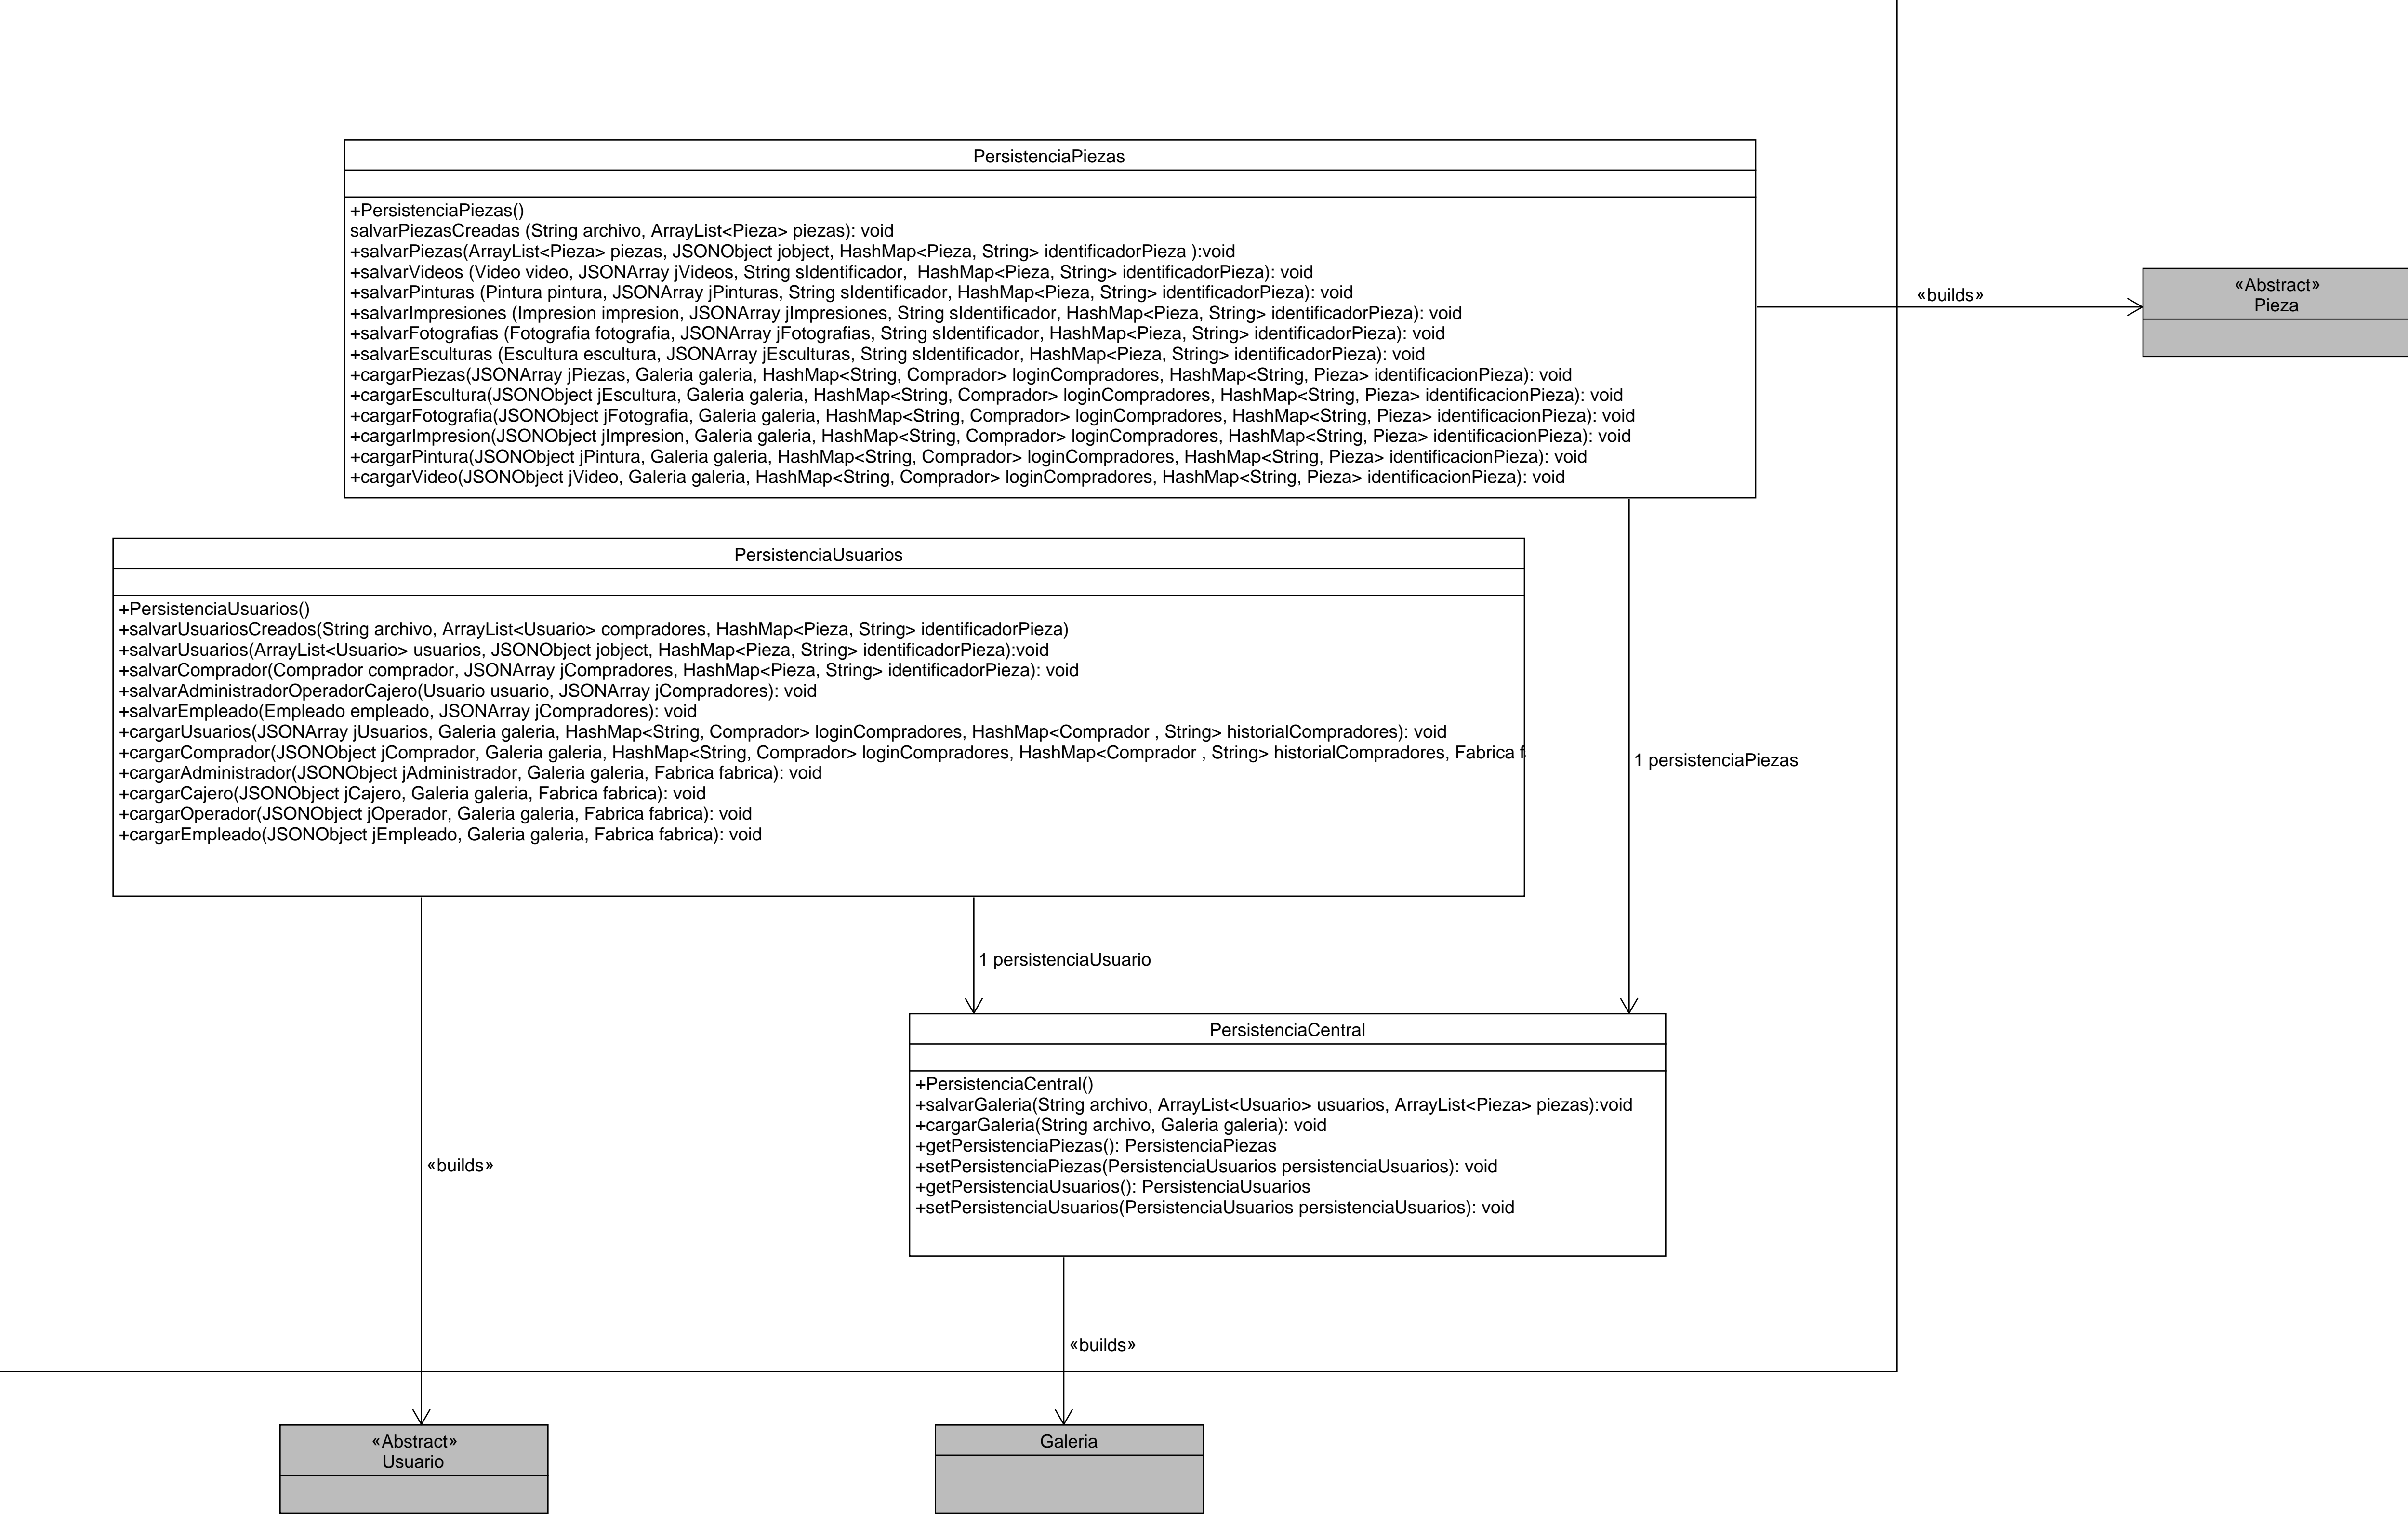 PersistenciaPiezas
+PersistenciaPiezas()
salvarPiezasCreadas (String archivo, ArrayList<Pieza> piezas): void
+salvarPiezas(ArrayList<Pieza> piezas, JSONObject jobject, HashMap<Pieza, String> identificadorPieza ):void
+salvarVideos (Video video, JSONArray jVideos, String sIdentificador,  HashMap<Pieza, String> identificadorPieza): void
+salvarPinturas (Pintura pintura, JSONArray jPinturas, String sIdentificador, HashMap<Pieza, String> identificadorPieza): void
+salvarImpresiones (Impresion impresion, JSONArray jImpresiones, String sIdentificador, HashMap<Pieza, String> identificadorPieza): void
+salvarFotografias (Fotografia fotografia, JSONArray jFotografias, String sIdentificador, HashMap<Pieza, String> identificadorPieza): void
+salvarEsculturas (Escultura escultura, JSONArray jEsculturas, String sIdentificador, HashMap<Pieza, String> identificadorPieza): void
+cargarPiezas(JSONArray jPiezas, Galeria galeria, HashMap<String, Comprador> loginCompradores, HashMap<String, Pieza> identificacionPieza): void
+cargarEscultura(JSONObject jEscultura, Galeria galeria, HashMap<String, Comprador> loginCompradores, HashMap<String, Pieza> identificacionPieza): void
+cargarFotografia(JSONObject jFotografia, Galeria galeria, HashMap<String, Comprador> loginCompradores, HashMap<String, Pieza> identificacionPieza): void
+cargarImpresion(JSONObject jImpresion, Galeria galeria, HashMap<String, Comprador> loginCompradores, HashMap<String, Pieza> identificacionPieza): void
+cargarPintura(JSONObject jPintura, Galeria galeria, HashMap<String, Comprador> loginCompradores, HashMap<String, Pieza> identificacionPieza): void
+cargarVideo(JSONObject jVideo, Galeria galeria, HashMap<String, Comprador> loginCompradores, HashMap<String, Pieza> identificacionPieza): void
«builds»
«Abstract»
Pieza
PersistenciaUsuarios
+PersistenciaUsuarios()
+salvarUsuariosCreados(String archivo, ArrayList<Usuario> compradores, HashMap<Pieza, String> identificadorPieza)
+salvarUsuarios(ArrayList<Usuario> usuarios, JSONObject jobject, HashMap<Pieza, String> identificadorPieza):void
+salvarComprador(Comprador comprador, JSONArray jCompradores, HashMap<Pieza, String> identificadorPieza): void
+salvarAdministradorOperadorCajero(Usuario usuario, JSONArray jCompradores): void
+salvarEmpleado(Empleado empleado, JSONArray jCompradores): void
+cargarUsuarios(JSONArray jUsuarios, Galeria galeria, HashMap<String, Comprador> loginCompradores, HashMap<Comprador , String> historialCompradores): void
+cargarComprador(JSONObject jComprador, Galeria galeria, HashMap<String, Comprador> loginCompradores, HashMap<Comprador , String> historialCompradores, Fabrica f
+cargarAdministrador(JSONObject jAdministrador, Galeria galeria, Fabrica fabrica): void
+cargarCajero(JSONObject jCajero, Galeria galeria, Fabrica fabrica): void
+cargarOperador(JSONObject jOperador, Galeria galeria, Fabrica fabrica): void
+cargarEmpleado(JSONObject jEmpleado, Galeria galeria, Fabrica fabrica): void
1 persistenciaPiezas
1 persistenciaUsuario
PersistenciaCentral
+PersistenciaCentral()
+salvarGaleria(String archivo, ArrayList<Usuario> usuarios, ArrayList<Pieza> piezas):void
+cargarGaleria(String archivo, Galeria galeria): void
+getPersistenciaPiezas(): PersistenciaPiezas
+setPersistenciaPiezas(PersistenciaUsuarios persistenciaUsuarios): void
+getPersistenciaUsuarios(): PersistenciaUsuarios
+setPersistenciaUsuarios(PersistenciaUsuarios persistenciaUsuarios): void
«builds»
«builds»
«Abstract»
Usuario
Galeria